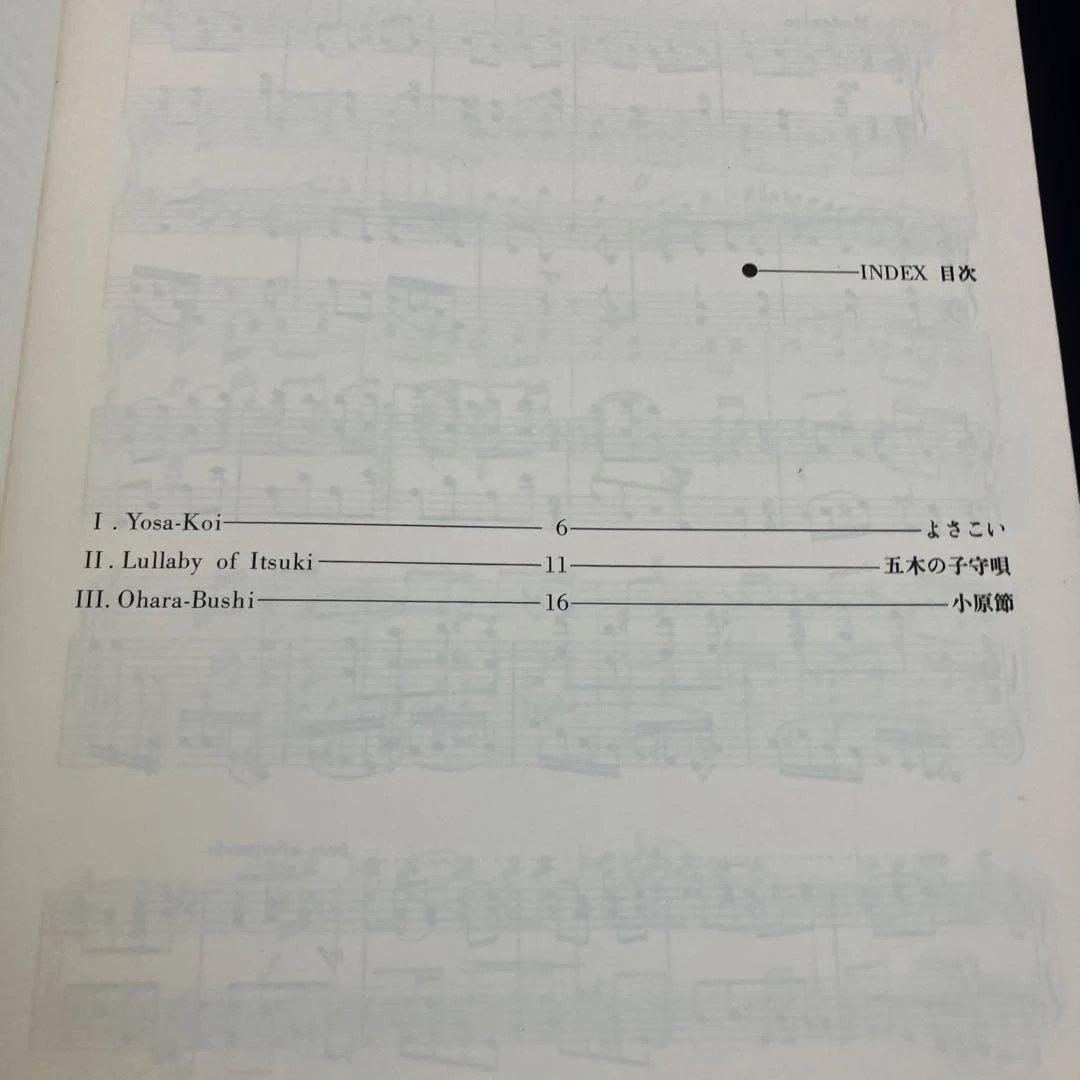 INDEX 目次
I . Yosa-Koi 6 よさこい
II . Lullaby of Itsuki 11 五木の子守唄
III. Ohara-Bushi 16 小原節